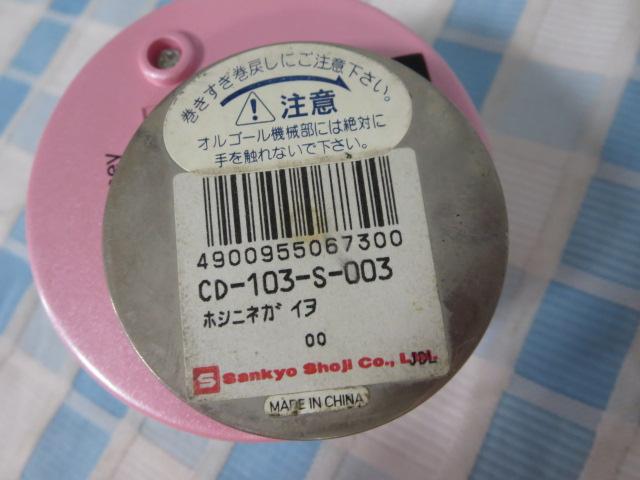 巻きすぎ巻戻しにご注意下さい。
注意
オルゴール機械部には絶対に
手を触れないで下さい。
4900955067300
CD-103-S-003
ホシニネガイヲ
00
S Sankyo Shoji Co., Ltd.
JDL
MADE IN CHINA